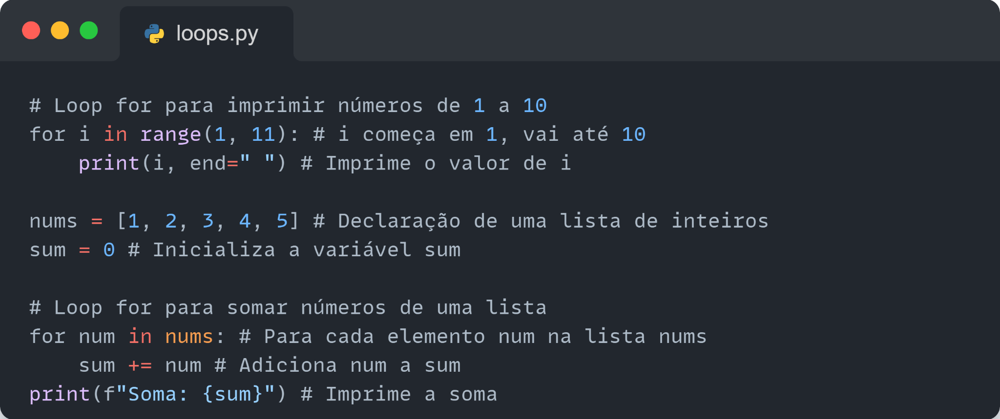 loops.py
# Loop for para imprimir números de 1 a 10
for i in range(1, 11): # i começa em 1, vai até 10
    print(i, end=" ") # Imprime o valor de i
nums = [1, 2, 3, 4, 5] # Declaração de uma lista de inteiros
sum = 0 # Inicializa a variável sum
# Loop for para somar números de uma lista
for num in nums: # Para cada elemento num na lista nums
    sum += num # Adiciona num a sum
print(f"Soma: {sum}") # Imprime a soma